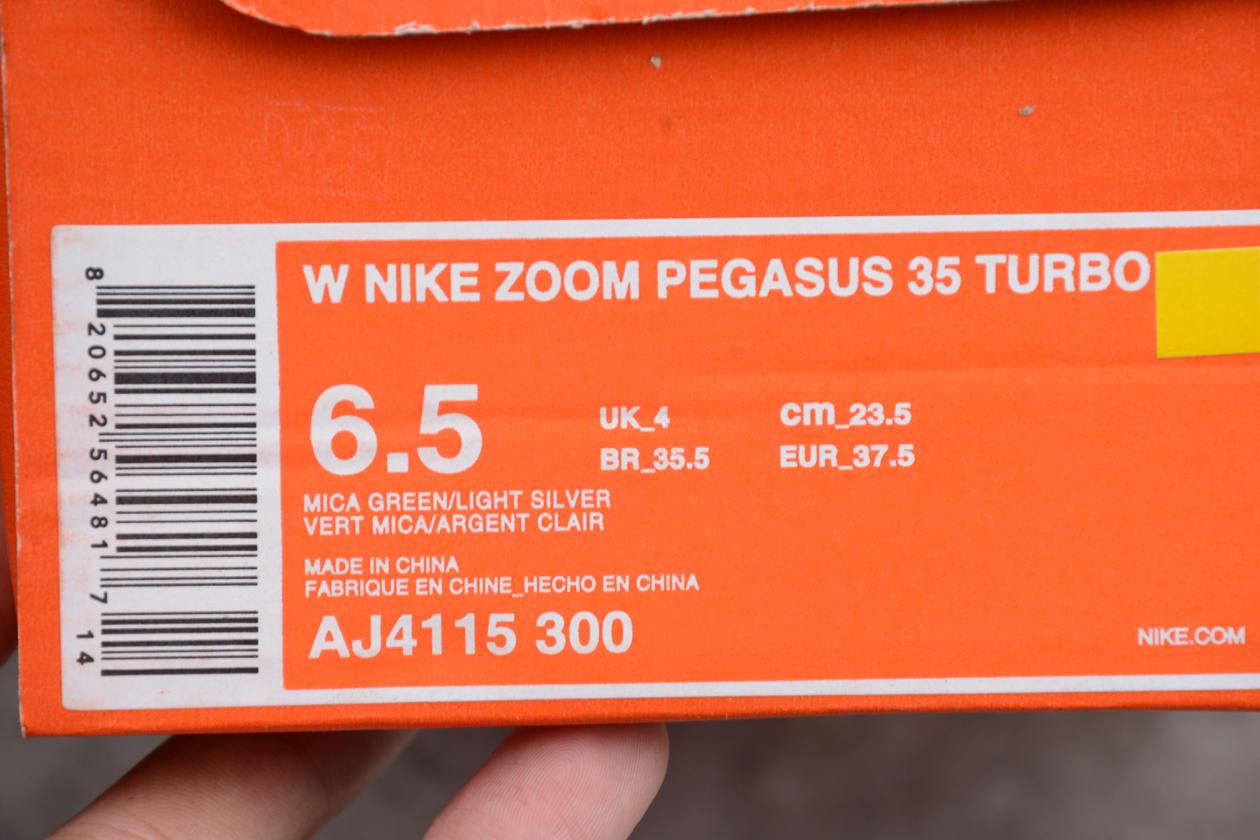 W NIKE ZOOM PEGASUS 35 TURBO
6.5
UK_4 cm_23.5
BR_35.5 EUR_37.5
MICA GREEN/LIGHT SILVER
VERT MICA/ARGENT CLAIR
MADE IN CHINA
FABRIQUE EN CHINE_HECHO EN CHINA
AJ4115 300
NIKE.COM
8 20652 56481 7 14